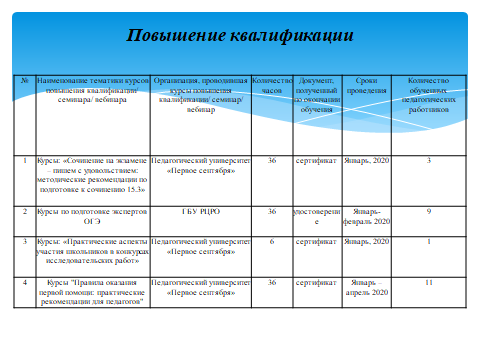 Повышение квалификации
№ Наименование тематики курсов Организация, проводившая Количество Документ, Сроки Количество
повышения квалификации/ курсы повышения часов полученный проведения обученных
семинара/ вебинара квалификации/ семинар/ по окончании педагогических
вебинар обучения работников
1 Курсы: «Сочинение на экзамене Педагогический университет 36 сертификат Январь, 2020 3
– пишем с удовольствием: «Первое сентября»
методические рекомендации по
подготовке к сочинению 15.3»
2 Курсы по подготовке экспертов ГБУ РЦРО 36 удостоверени Январь- 9
ОГЭ е февраль 2020
3 Курсы: «Практические аспекты Педагогический университет 6 сертификат Январь, 2020 1
участия школьников в конкурсах «Первое сентября»
исследовательских работ»
4 Курсы "Правила оказания Педагогический университет 36 сертификат Январь – 11
первой помощи: практические «Первое сентября» апрель 2020
рекомендации для педагогов"